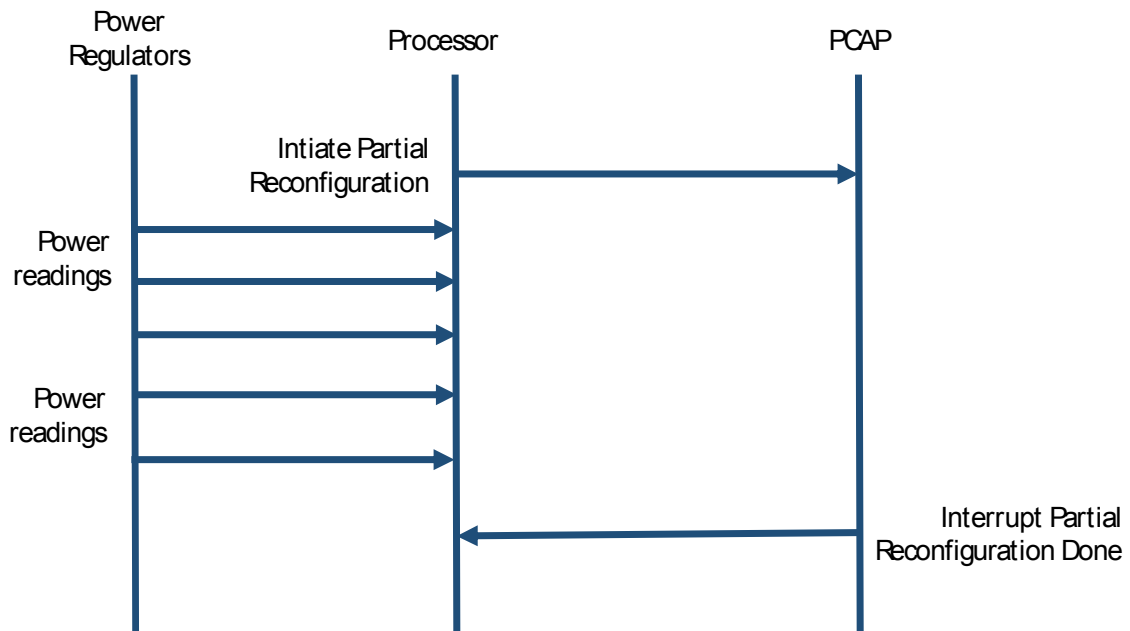 Power
Regulators
Processor
PCAP
Intiate Partial
Reconfiguration
Power
readings
Power
readings
Interrupt Partial
Reconfiguration Done